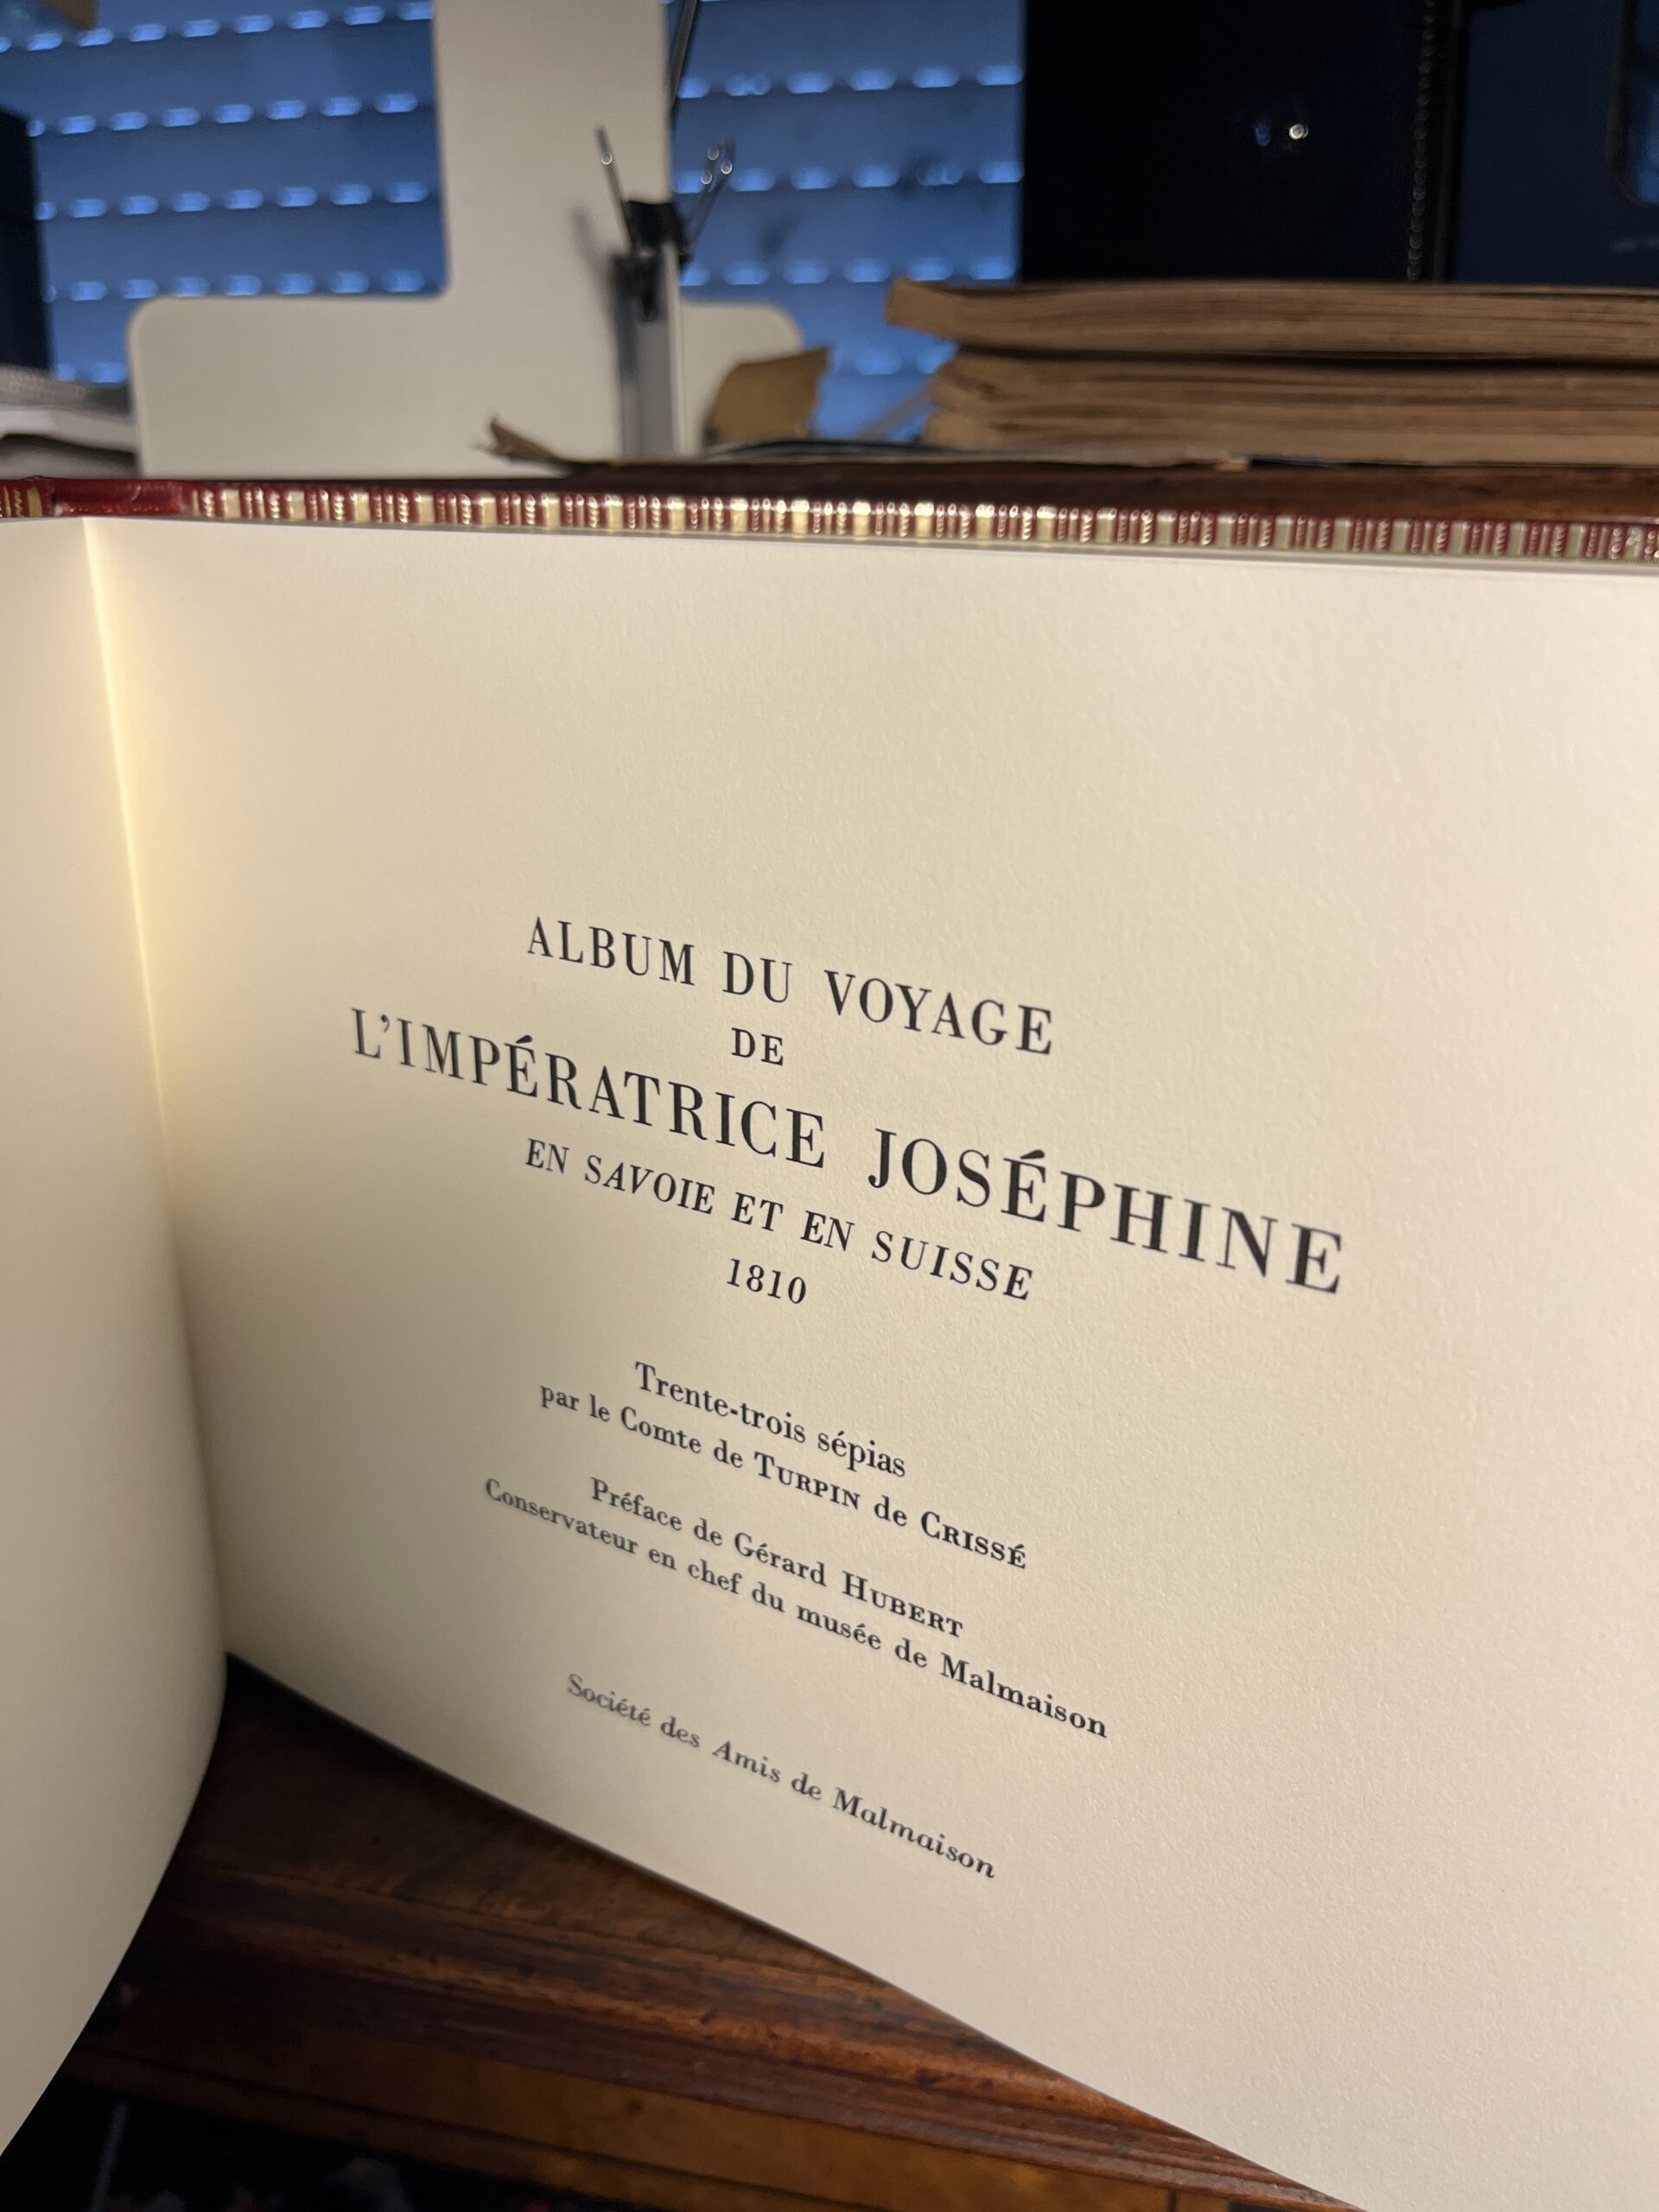 ALBUM DU VOYAGE
DE
L'IMPÉRATRICE JOSÉPHINE
EN SAVOIE ET EN SUISSE
1810
Trente-trois sépias
par le Comte de TURPIN de CRISSÉ
Préface de Gérard HUBERT
Conservateur en chef du musée de Malmaison
Société des Amis de Malmaison